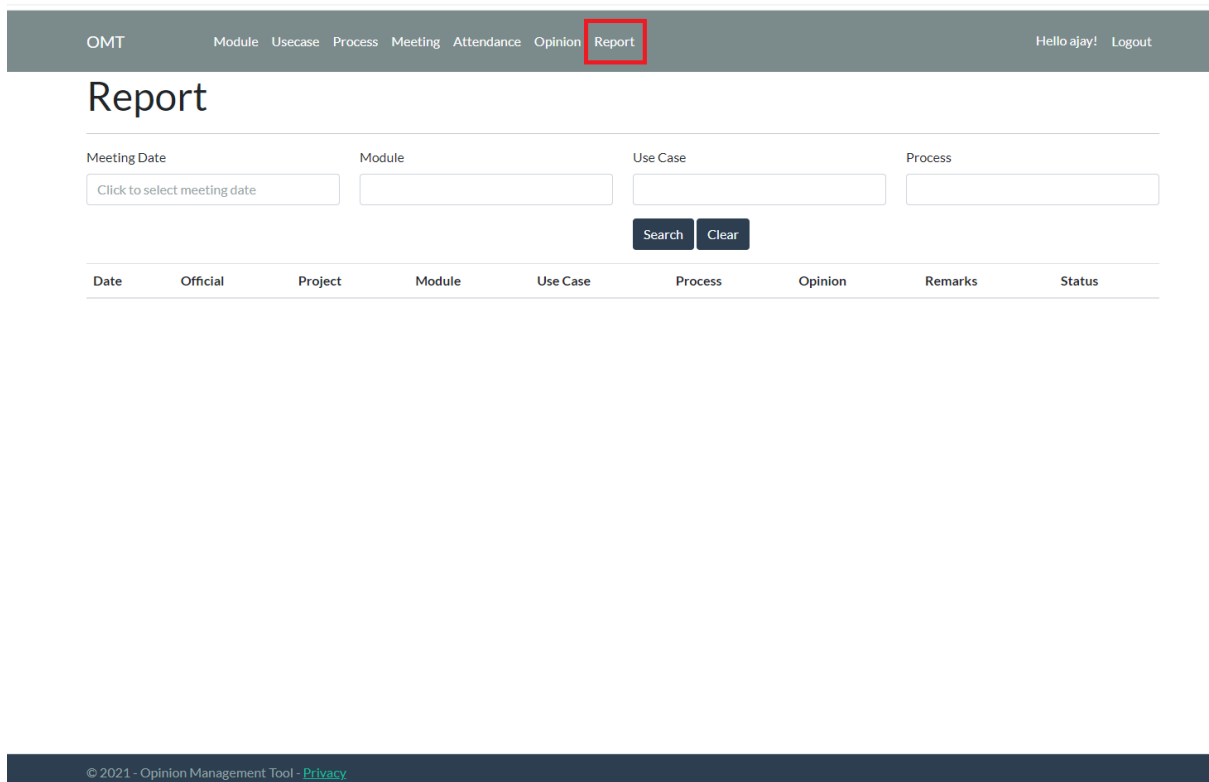 OMT Module Usecase Process Meeting Attendance Opinion Report Hello ajay! Logout
Report
Meeting Date Module Use Case Process
Click to select meeting date
Search Clear
Date Official Project Module Use Case Process Opinion Remarks Status
© 2021 - Opinion Management Tool - Privacy